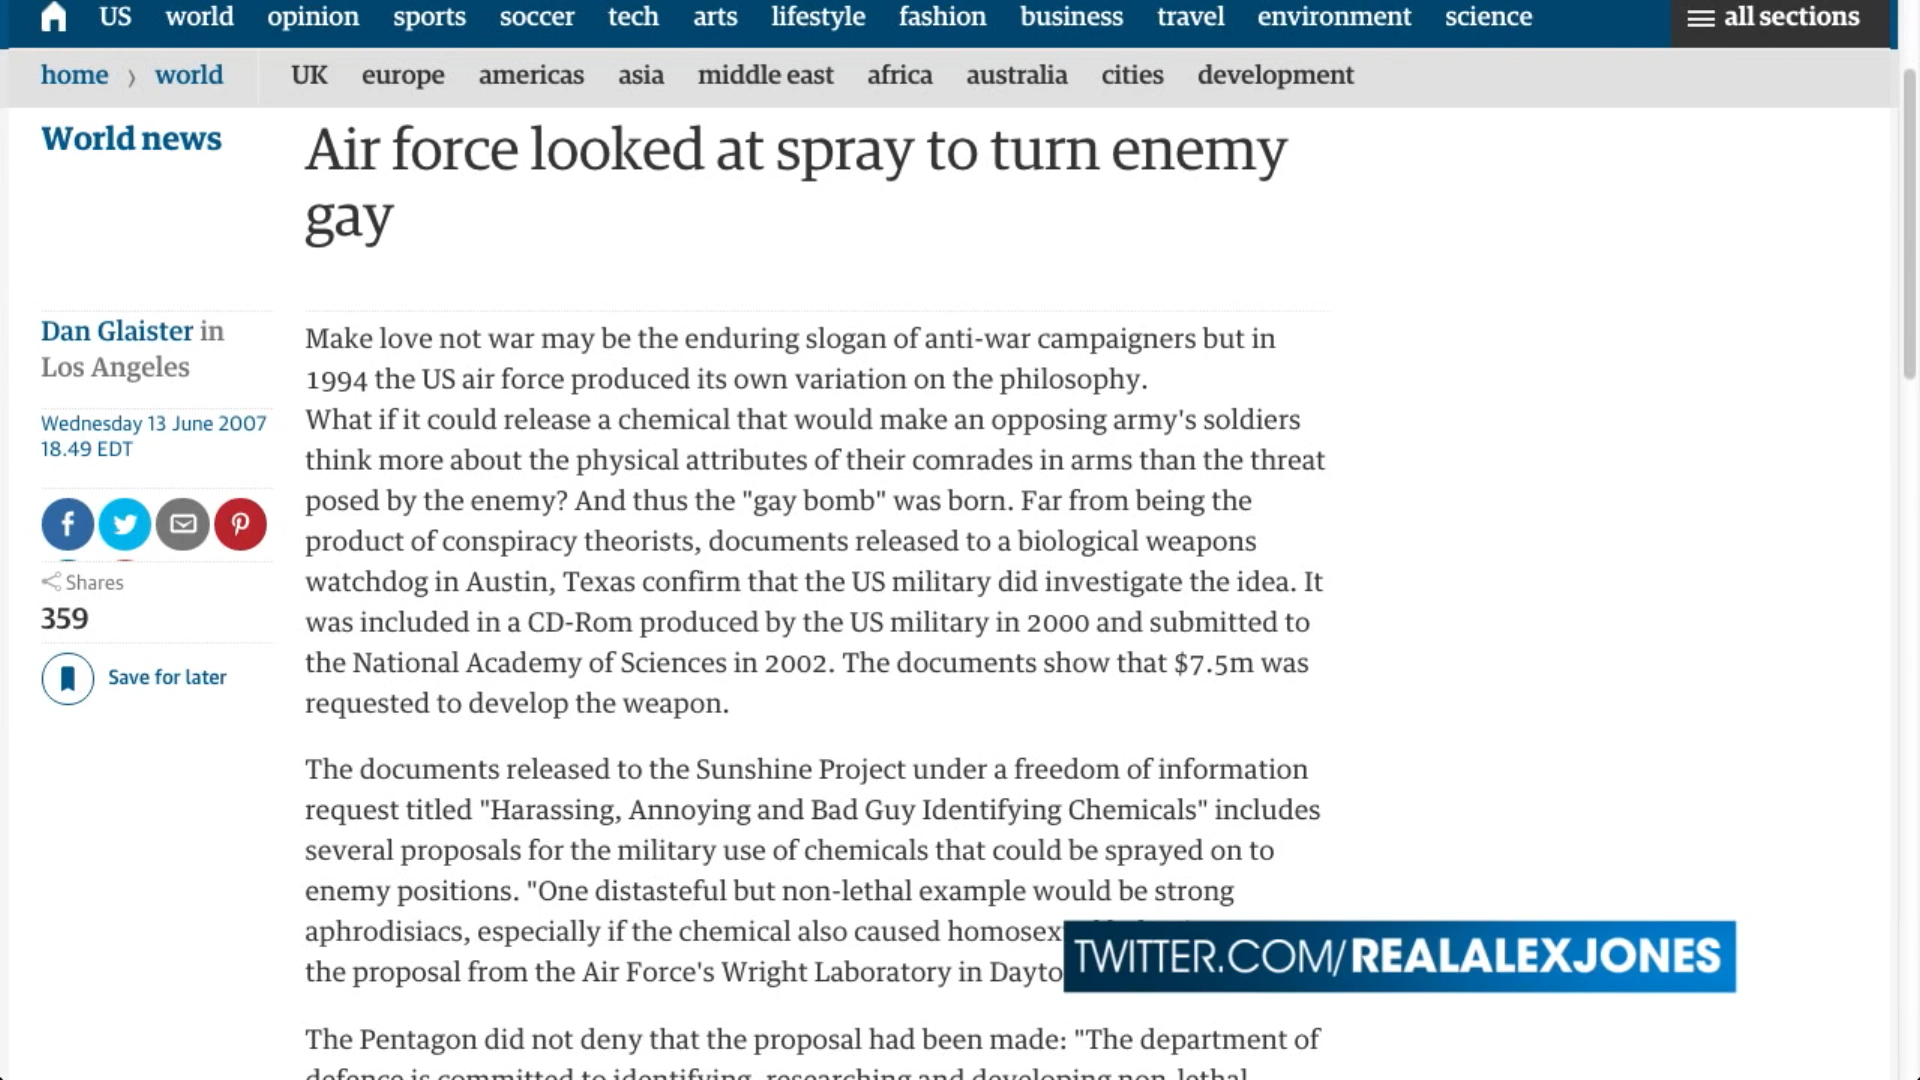 US world opinion sports soccer tech arts lifestyle fashion business travel environment science all sections
home › world UK europe americas asia middle east africa australia cities development
World news
Air force looked at spray to turn enemy
gay
Dan Glaister in
Los Angeles
Wednesday 13 June 2007
18.49 EDT
Shares
359
Save for later
Make love not war may be the enduring slogan of anti-war campaigners but in
1994 the US air force produced its own variation on the philosophy.
What if it could release a chemical that would make an opposing army's soldiers
think more about the physical attributes of their comrades in arms than the threat
posed by the enemy? And thus the "gay bomb" was born. Far from being the
product of conspiracy theorists, documents released to a biological weapons
watchdog in Austin, Texas confirm that the US military did investigate the idea. It
was included in a CD-Rom produced by the US military in 2000 and submitted to
the National Academy of Sciences in 2002. The documents show that $7.5m was
requested to develop the weapon.
The documents released to the Sunshine Project under a freedom of information
request titled "Harassing, Annoying and Bad Guy Identifying Chemicals" includes
several proposals for the military use of chemicals that could be sprayed on to
enemy positions. "One distasteful but non-lethal example would be strong
aphrodisiacs, especially if the chemical also caused
the proposal from the Air Force's Wright Laboratory in
TWITTER.COM/REALALEXJONES
The Pentagon did not deny that the proposal had been made: "The department of
defence is committed to identifying, researching and developing non-lethal